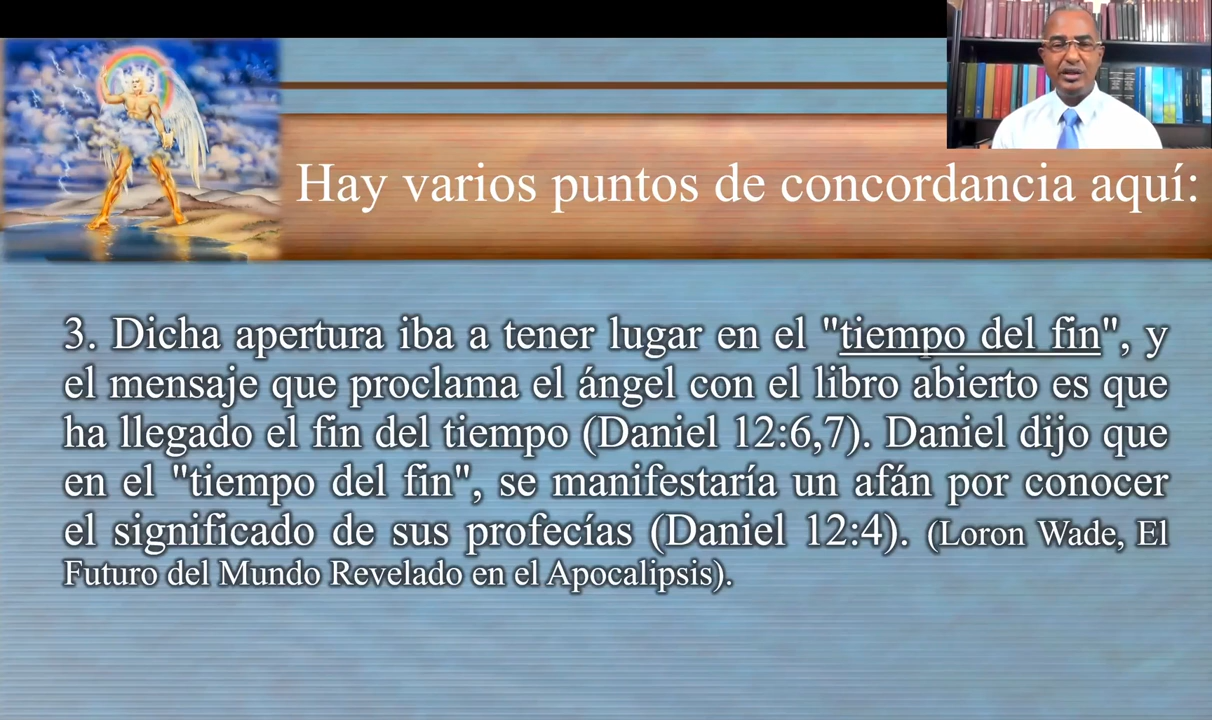 Hay varios puntos de concordancia aquí:
3. Dicha apertura iba a tener lugar en el "tiempo del fin", y
el mensaje que proclama el ángel con el libro abierto es que
ha llegado el fin del tiempo (Daniel 12:6,7). Daniel dijo que
en el "tiempo del fin", se manifestaría un afán por conocer
el significado de sus profecías (Daniel 12:4). (Loron Wade, El
Futuro del Mundo Revelado en el Apocalipsis).